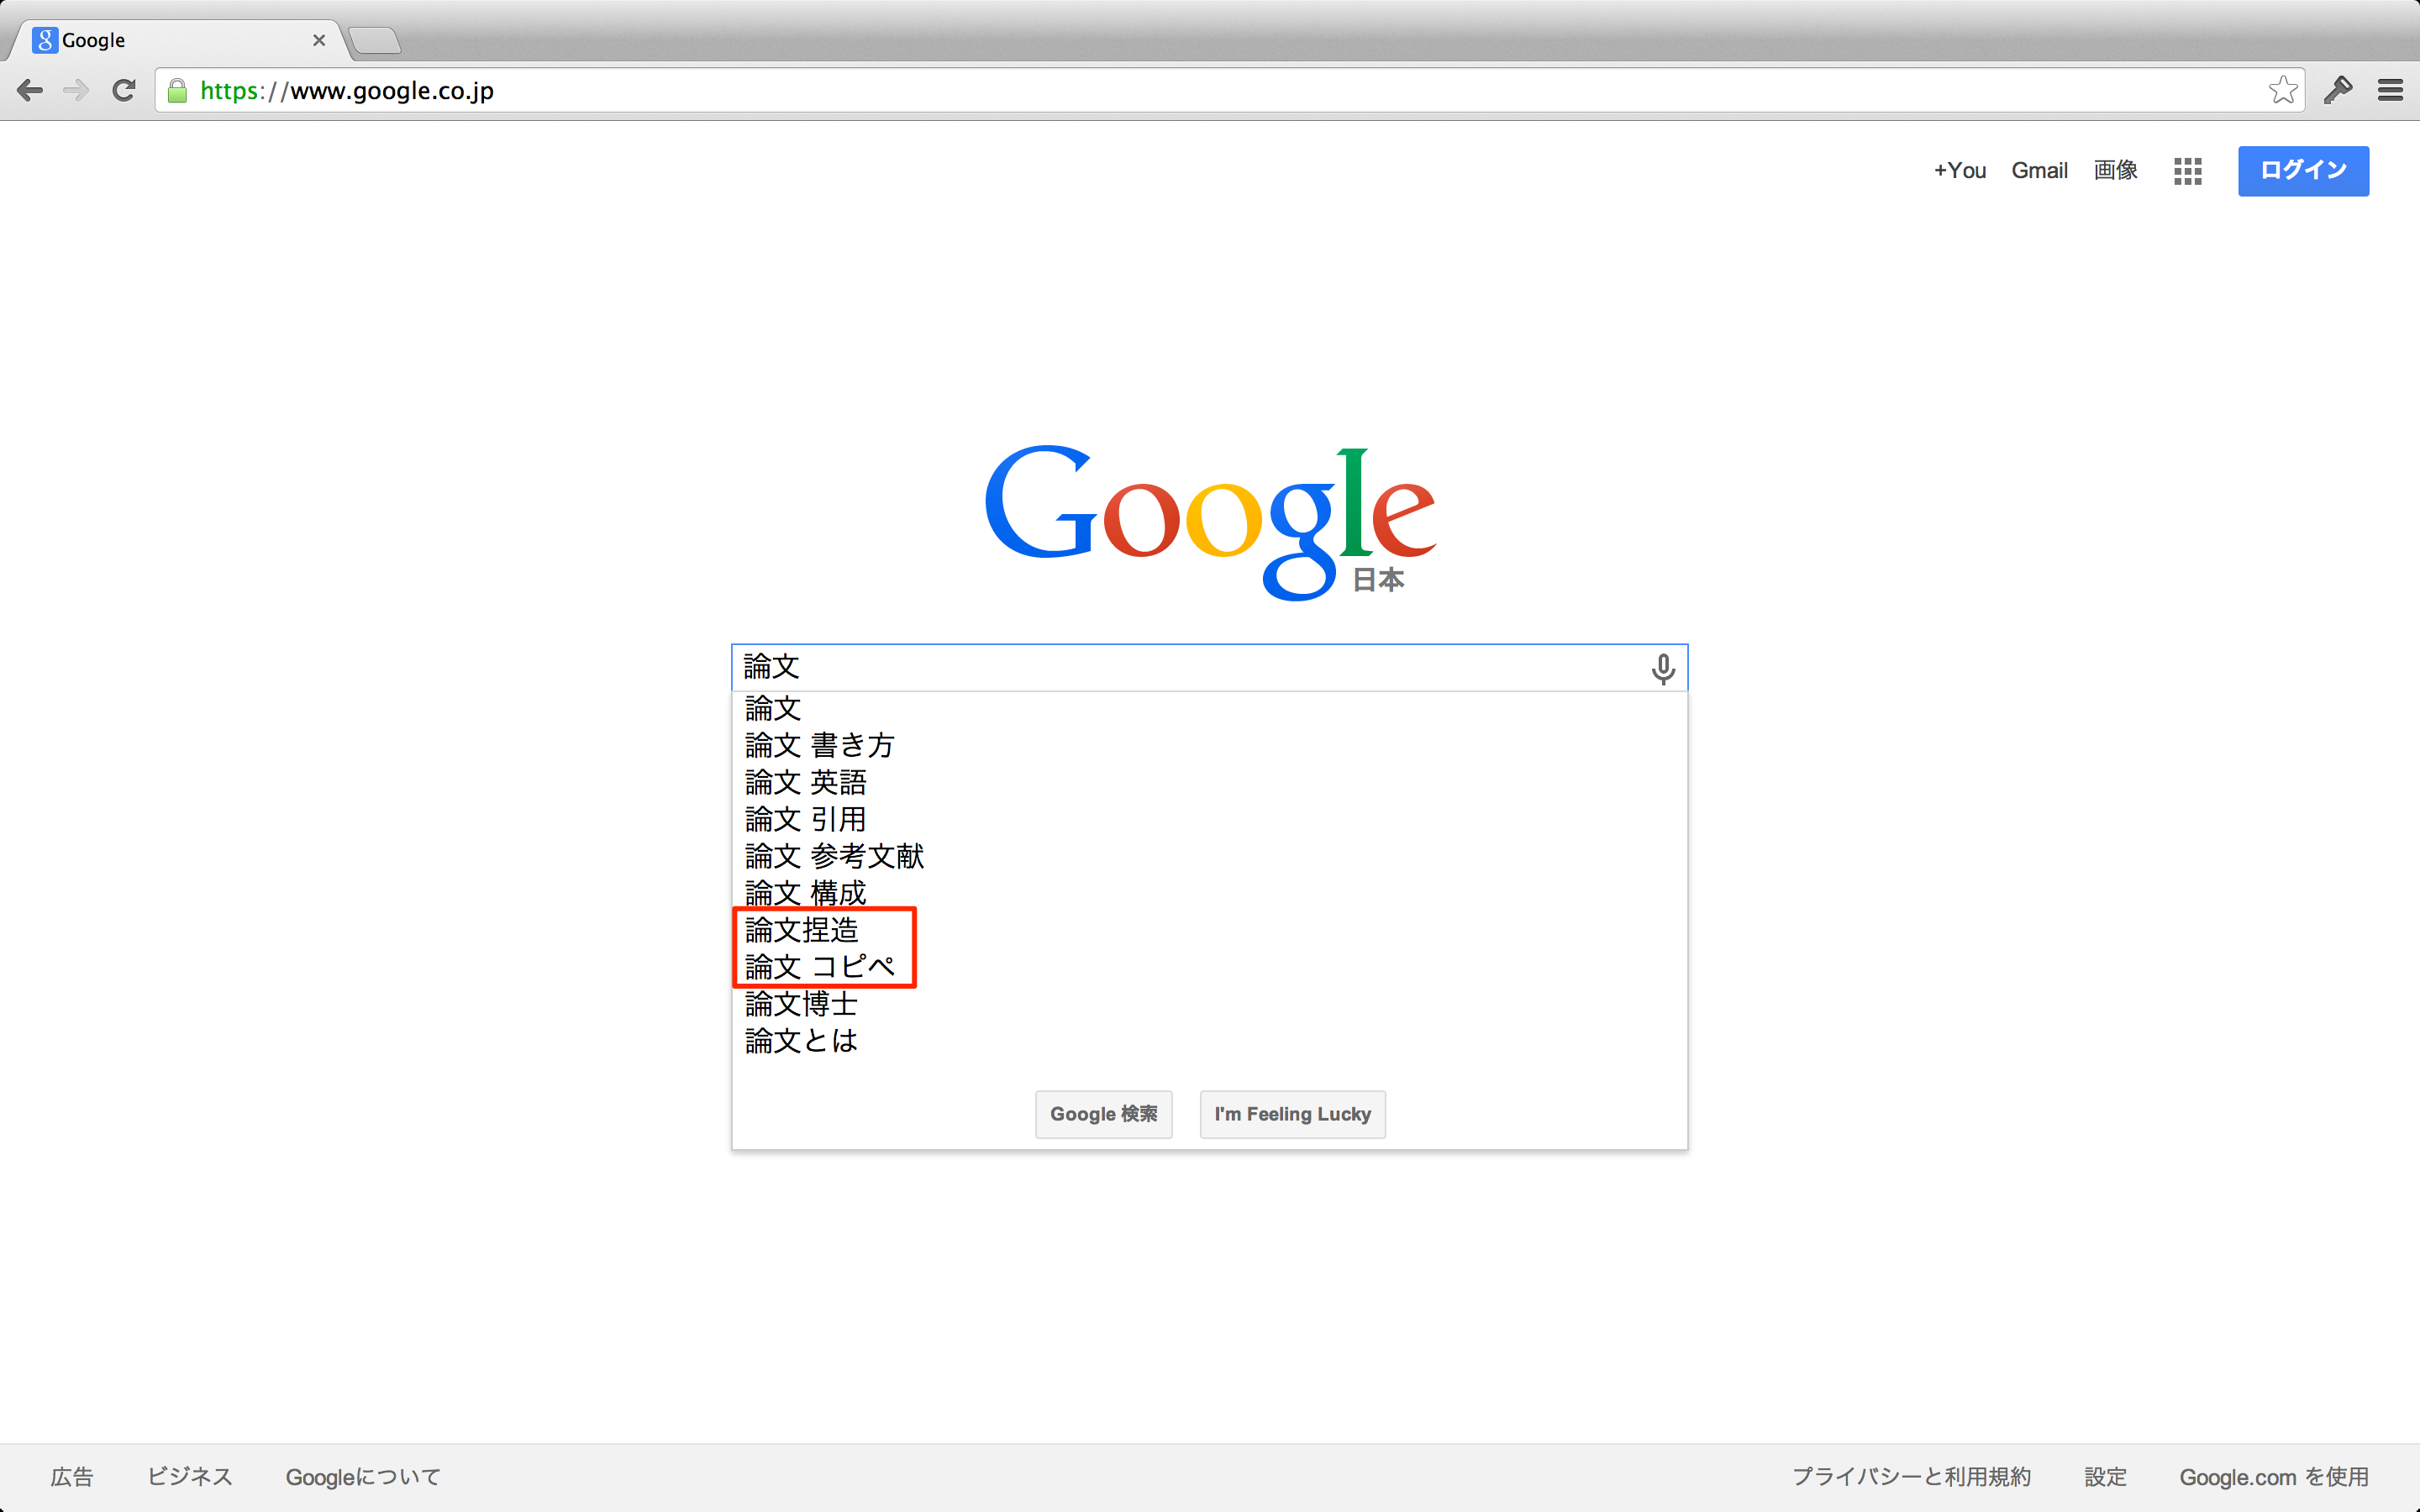 Google
https://www.google.co.jp
+You Gmail 画像 ログイン
Google
日本
論文
論文
論文 書き方
論文 英語
論文 引用
論文 参考文献
論文 構成
論文捏造
論文 コピペ
論文博士
論文とは
Google 検索 I'm Feeling Lucky
広告 ビジネス Googleについて プライバシーと利用規約 設定 Google.com を使用